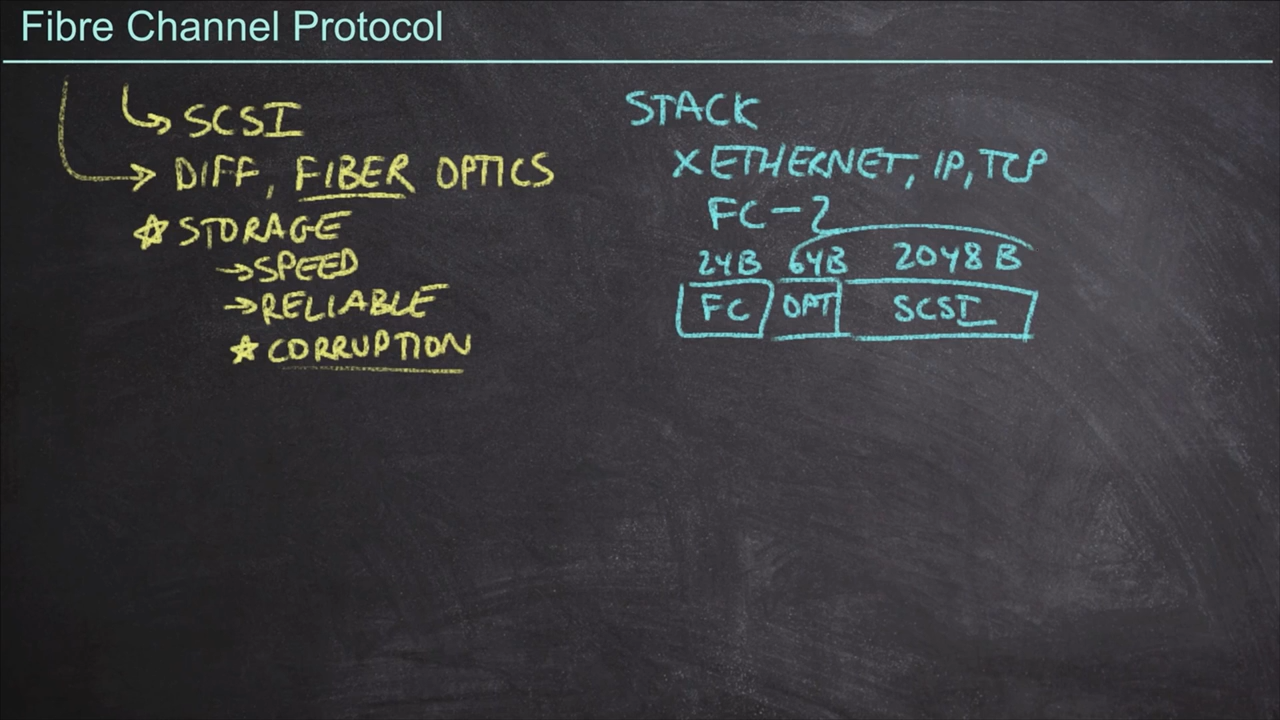 Fibre Channel Protocol
SCSI
DIFF, FIBER OPTICS
STORAGE
SPEED
RELIABLE
CORRUPTION
STACK
X ETHERNET, IP, TCP
FC-2
24B 64B 2048 B
FC OPT SCSI